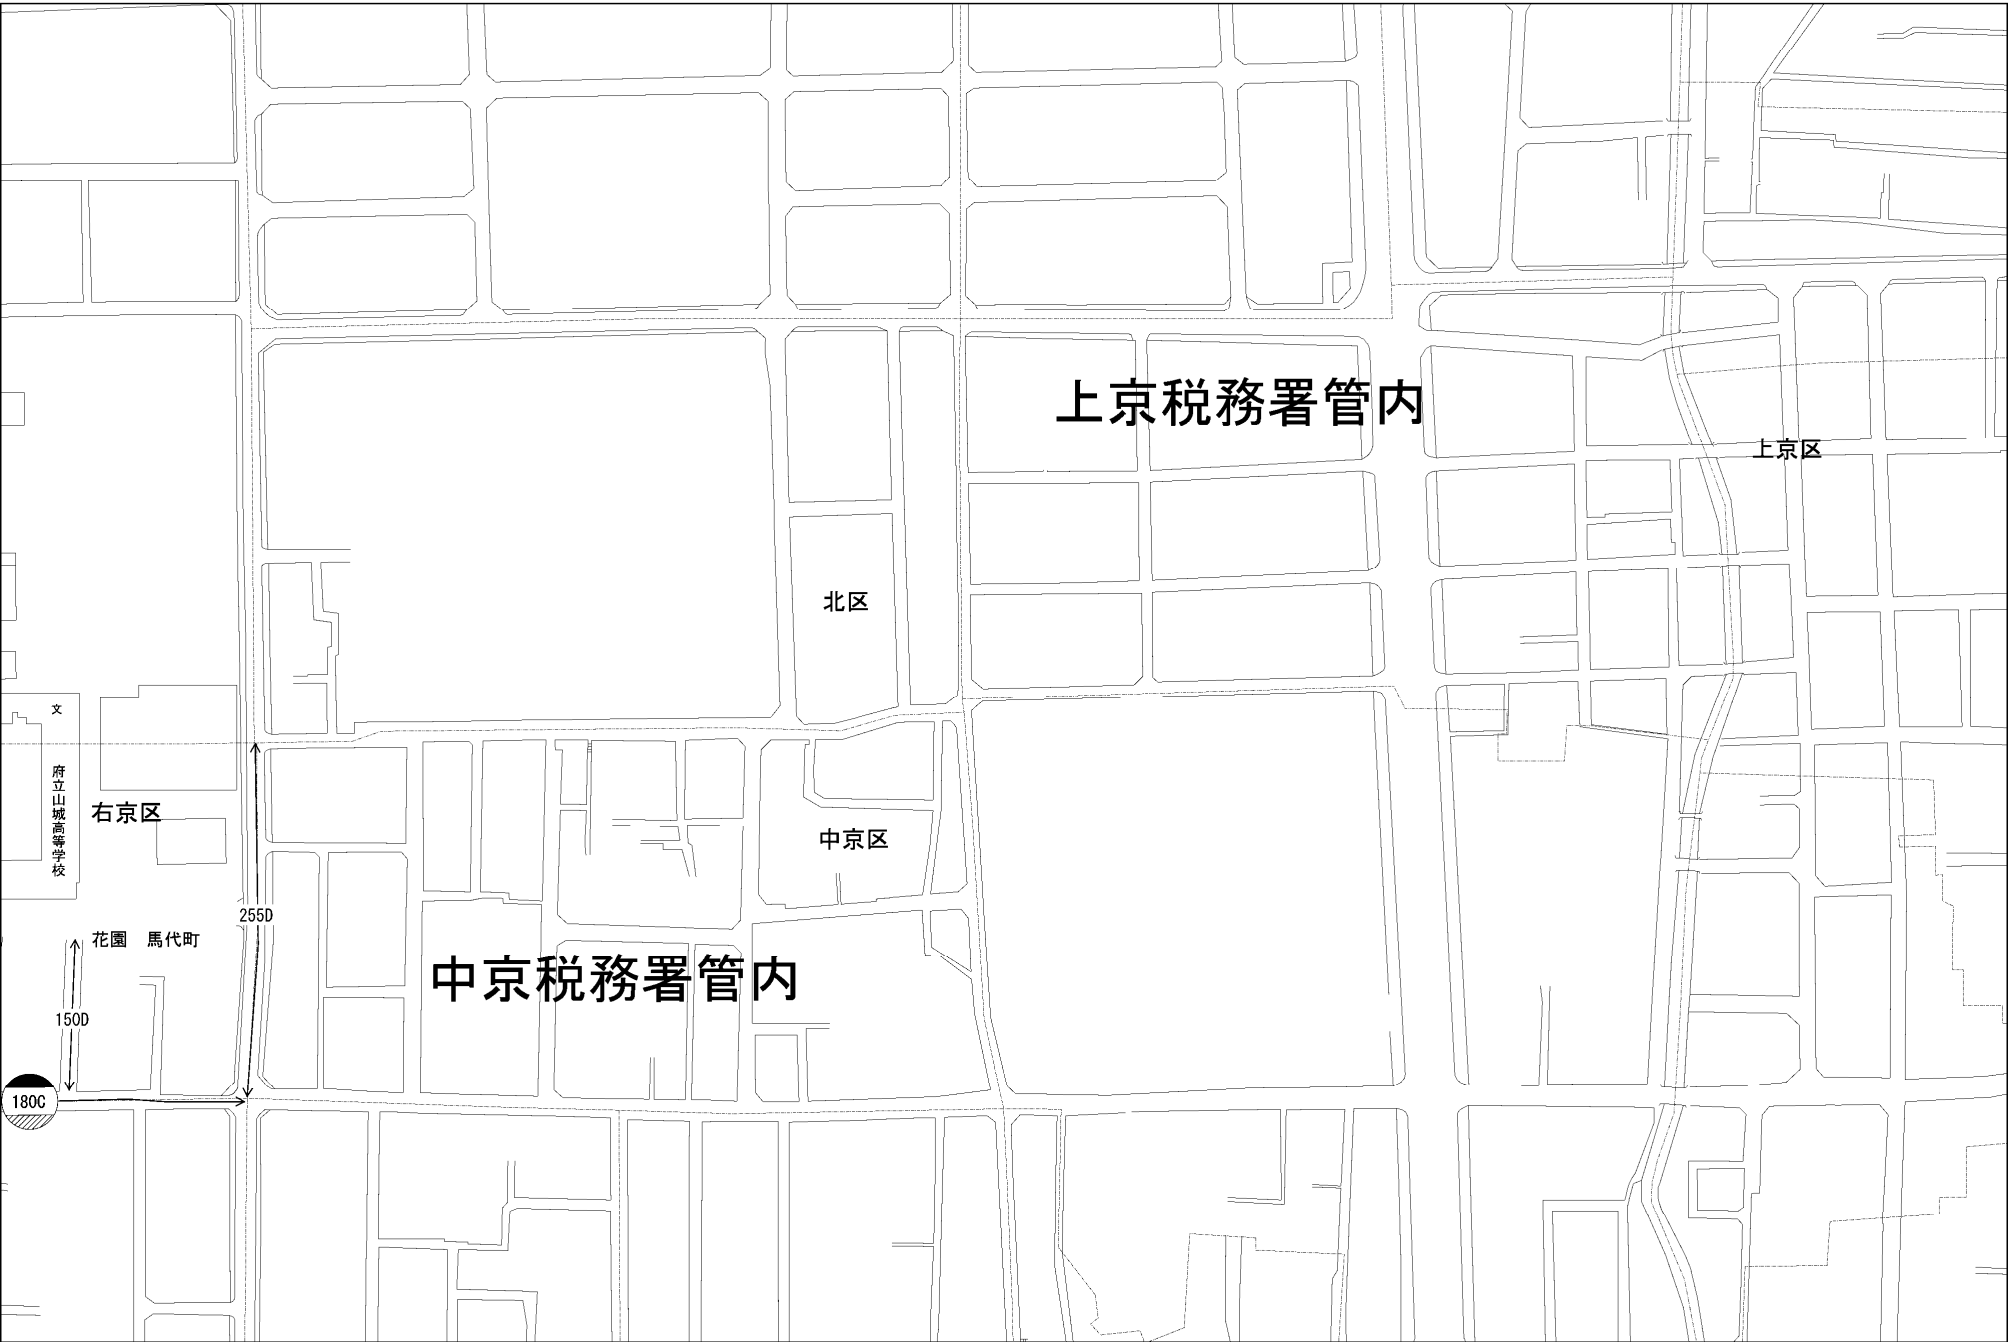 上京税務署管内
上京区
北区
文
府立山城高等学校
右京区
中京区
255D
花園 馬代町
中京税務署管内
150D
180C